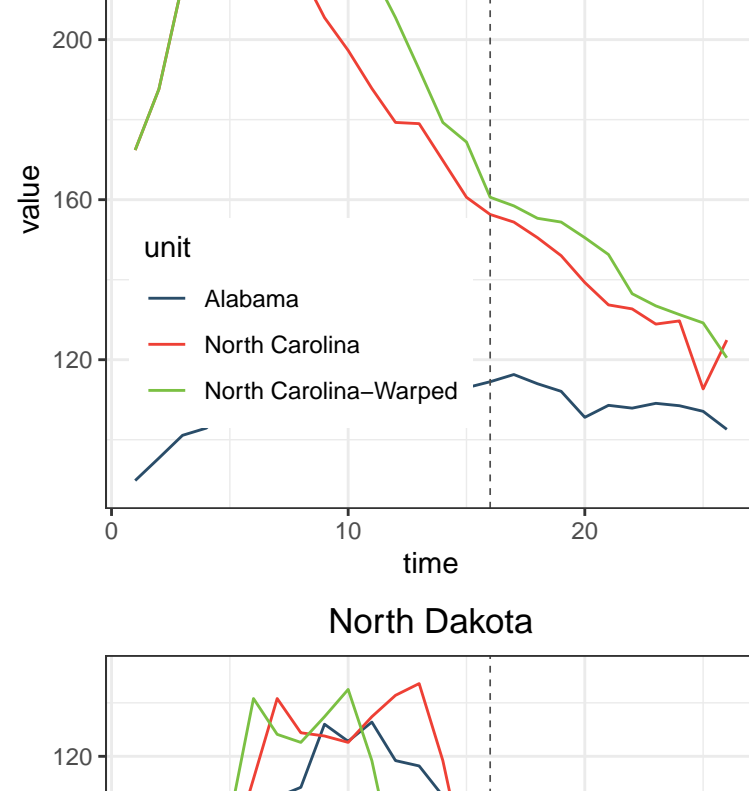 200
160
120
value
unit
Alabama
North Carolina
North Carolina−Warped
0 10 20
time
North Dakota
120